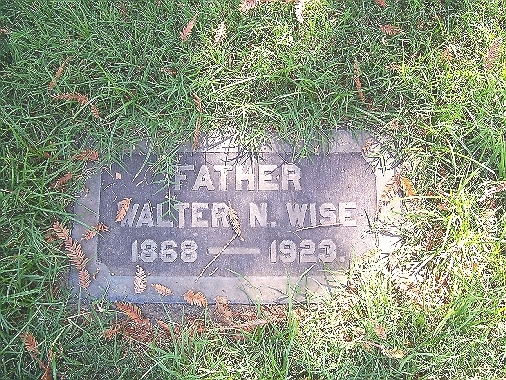 FATHER
WALTER N. WISE
1868 — 1923.